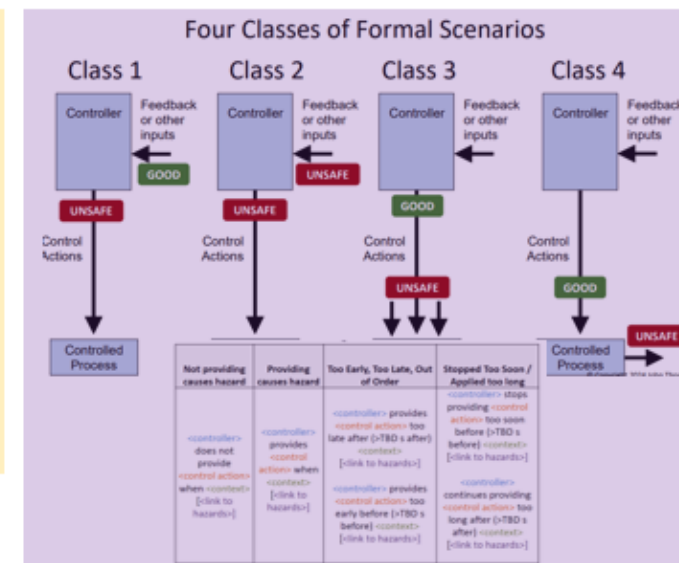 Four Classes of Formal Scenarios
Class 1
Controller
Feedback
or other
inputs
GOOD
UNSAFE
Control
Actions
Controlled
Process
Class 2
Controller
Feedback
or other
inputs
UNSAFE
UNSAFE
Control
Actions
Class 3
Controller
Feedback
or other
inputs
GOOD
Control
Actions
UNSAFE
Class 4
Controller
Feedback
or other
inputs
Control
Actions
GOOD
Controlled
Process
UNSAFE
Not providing
causes hazard
<controller>
does not
provide
<control action>
when <context>
[<link to
hazards>]
Providing
causes hazard
<controller>
provides
<control
action> when
<context>
[<link to
hazards>]
Too Early, Too Late, Out
of Order
<controller> provides
<control action> too
late after (>TBD s after)
<context>
[<link to hazards>]
<controller> provides
<control action> too
early before (>TBD s
before) <context>
[<link to hazards>]
Stopped Too Soon /
Applied too long
<controller> stops
providing <control
action> too soon
before (>TBD s
before) <context>
[<link to hazards>]
<controller>
continues providing
<control action> too
long after (>TBD s
after) <context>
[<link to hazards>]